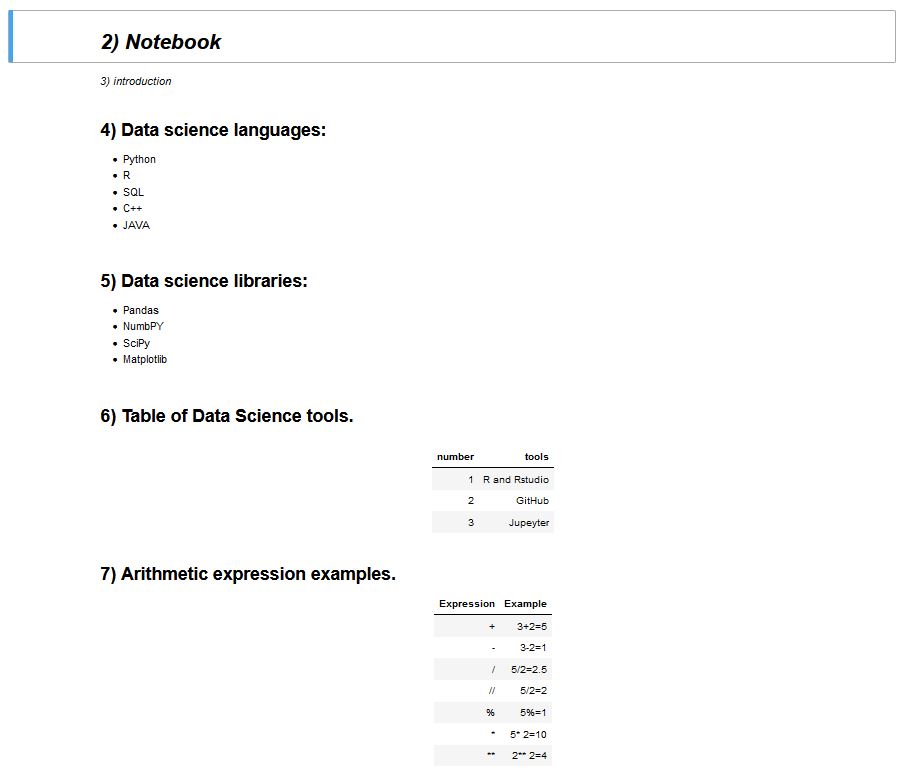 2) Notebook
3) introduction
4) Data science languages:
• Python
• R
• SQL
• C++
• JAVA
5) Data science libraries:
• Pandas
• NumbPY
• SciPy
• Matplotlib
6) Table of Data Science tools.
number tools
1 R and Rstudio
2 GitHub
3 Jupeyter
7) Arithmetic expression examples.
Expression Example
+ 3+2=5
- 3-2=1
/ 5/2=2.5
// 5/2=2
% 5%=1
* 5* 2=10
** 2** 2=4